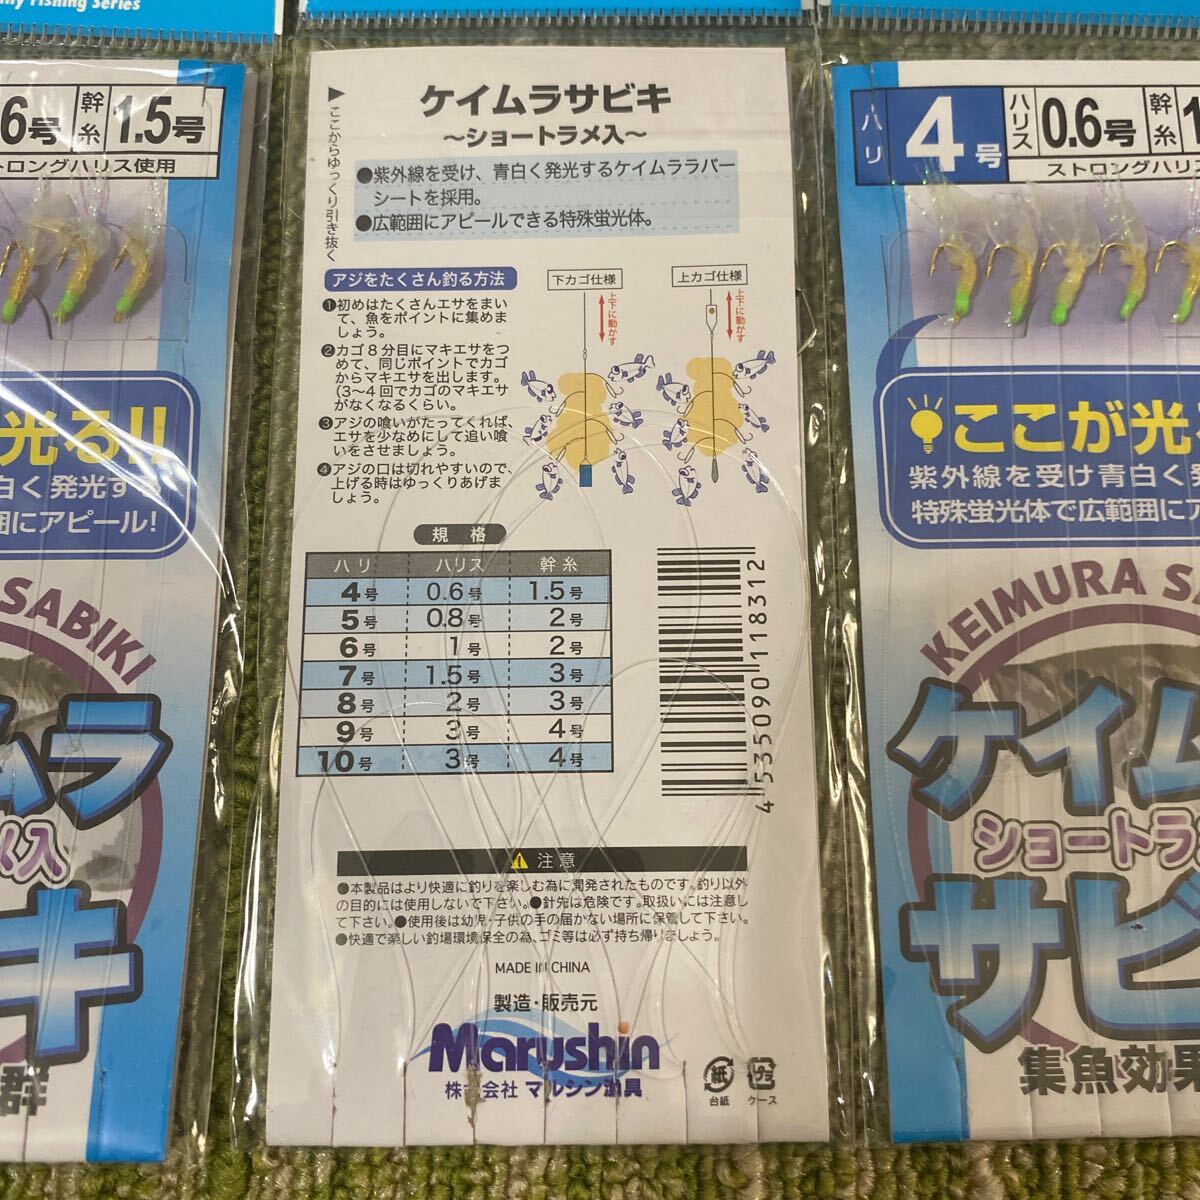 ily Fishing Series
6号
幹糸
1.5号
トロングハリス使用
光る!!
白く発光する
囲にアピール!
SABIKI
ムラ
メ入
キ
群
▶ここからゆっくり引き抜く
ケイムラサビキ
〜ショートラメ入〜
●紫外線を受け、青白く発光するケイムララバー
シートを採用。
●広範囲にアピールできる特殊蛍光体。
アジをたくさん釣る方法
❶初めはたくさんエサをまい
て、魚をポイントに集めま
しょう。
❷カゴ8分目にマキエサをつ
めて、同じポイントでカゴ
からマキエサを出します。
(3〜4回でカゴのマキエサ
がなくなるくらい。
❸アジの喰いがたってくれば、
エサを少なめにして追い喰
いをさせましょう。
❹アジの口は切れやすいので、
上げる時はゆっくりあげま
しょう。
下カゴ仕様
上下に動かす
上カゴ仕様
上下に動かす
規格
ハリ ハリス 幹糸
4号 0.6号 1.5号
5号 0.8号 2号
6号 1号 2号
7号 1.5号 3号
8号 2号 3号
9号 3号 4号
10号 3号 4号
4 535090 118312
注意
●本製品はより快適に釣りを楽しむ為に開発されたものです。釣り以外
の目的には使用しないで下さい。●針先は危険です。取扱いには注意し
て下さい。●使用後は幼児・子供の手の届かない場所に保管して下さい。
●快適で楽しい釣場環境保全の為、ゴミ等は必ず持ち帰りましょう。
MADE IN CHINA
製造・販売元
Marushin
株式会社 マルシン漁具
紙
台紙
プラ
ケース
ハリ
4号
ハリス
0.6号
幹糸
1
ストロングハリス
ここが光る
紫外線を受け青白く発
特殊蛍光体で広範囲にア
KEIMURA SA
ケイム
ショートラ
サビ
集魚効果